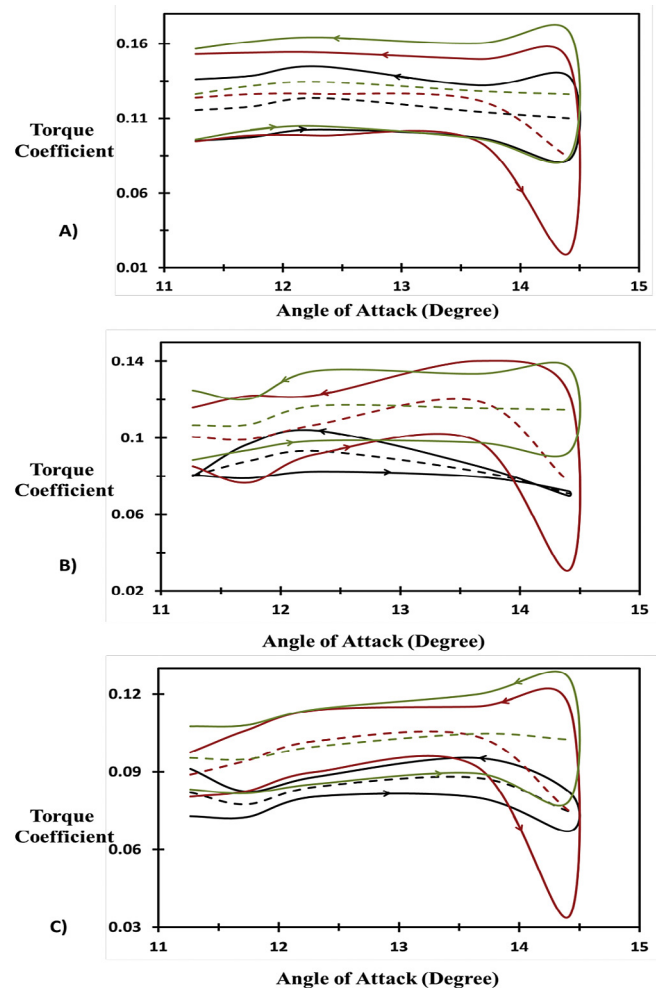 0.16
0.11
0.06
0.01
Torque
Coefficient
A)
11 12 13 14 15
Angle of Attack (Degree)
0.14
0.1
0.06
0.02
Torque
Coefficient
B)
11 12 13 14 15
Angle of Attack (Degree)
0.12
0.09
0.06
0.03
Torque
Coefficient
C)
11 12 13 14 15
Angle of Attack (Degree)